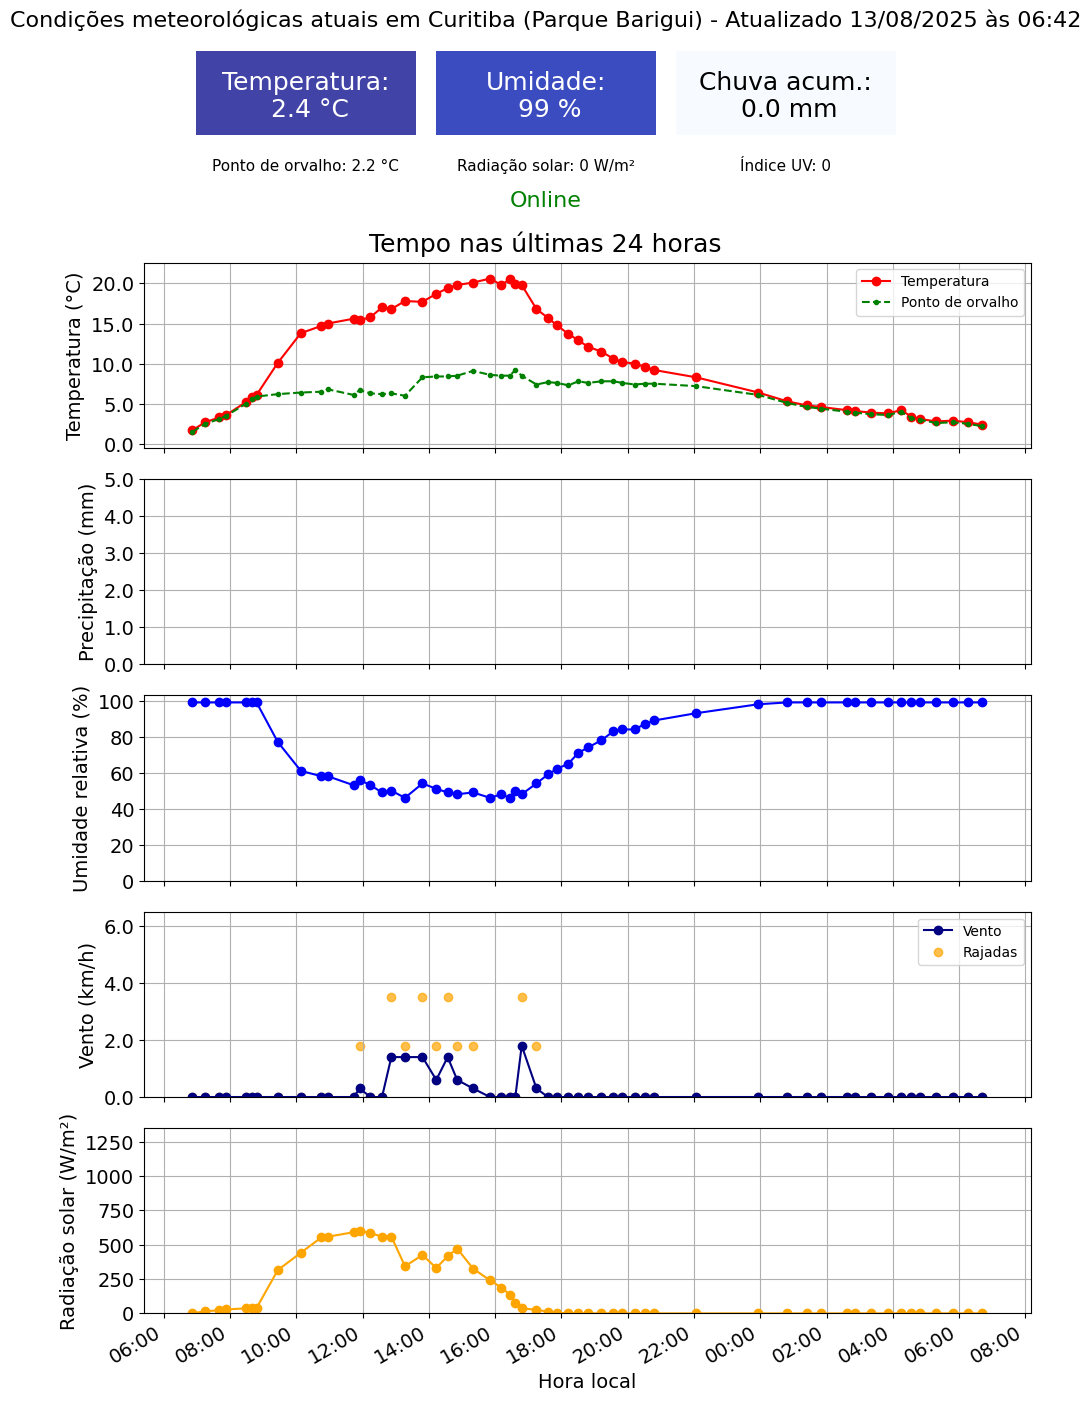 Condições meteorológicas atuais em Curitiba (Parque Barigui) - Atualizado 13/08/2025 às 06:42
Temperatura:
2.4 °C
Umidade:
99 %
Chuva acum.:
0.0 mm
Ponto de orvalho: 2.2 °C
Radiação solar: 0 W/m²
Índice UV: 0
Online
Tempo nas últimas 24 horas
Temperatura (°C)
20.0
15.0
10.0
5.0
0.0
Temperatura
Ponto de orvalho
Precipitação (mm)
5.0
4.0
3.0
2.0
1.0
0.0
Umidade relativa (%)
100
80
60
40
20
0
Vento (km/h)
6.0
4.0
2.0
0.0
Vento
Rajadas
Radiação solar (W/m²)
1250
1000
750
500
250
0
06:00
08:00
10:00
12:00
14:00
16:00
18:00
20:00
22:00
00:00
02:00
04:00
06:00
08:00
Hora local